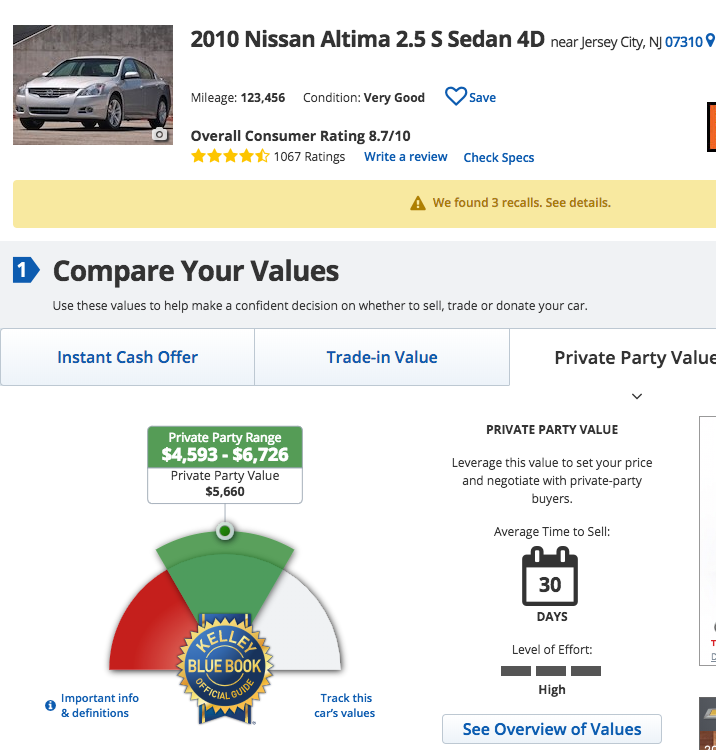 2010 Nissan Altima 2.5 S Sedan 4D near Jersey City, NJ 07310
Mileage: 123,456 Condition: Very Good Save
Overall Consumer Rating 8.7/10
1067 Ratings Write a review Check Specs
We found 3 recalls. See details.
1 Compare Your Values
Use these values to help make a confident decision on whether to sell, trade or donate your car.
Instant Cash Offer Trade-in Value Private Party Value
Private Party Range
$4,593 - $6,726
Private Party Value
$5,660
KELLEY
BLUE BOOK
OFFICIAL GUIDE
Important info
& definitions
Track this
car's values
PRIVATE PARTY VALUE
Leverage this value to set your price
and negotiate with private-party
buyers.
Average Time to Sell:
30
DAYS
Level of Effort:
High
See Overview of Values